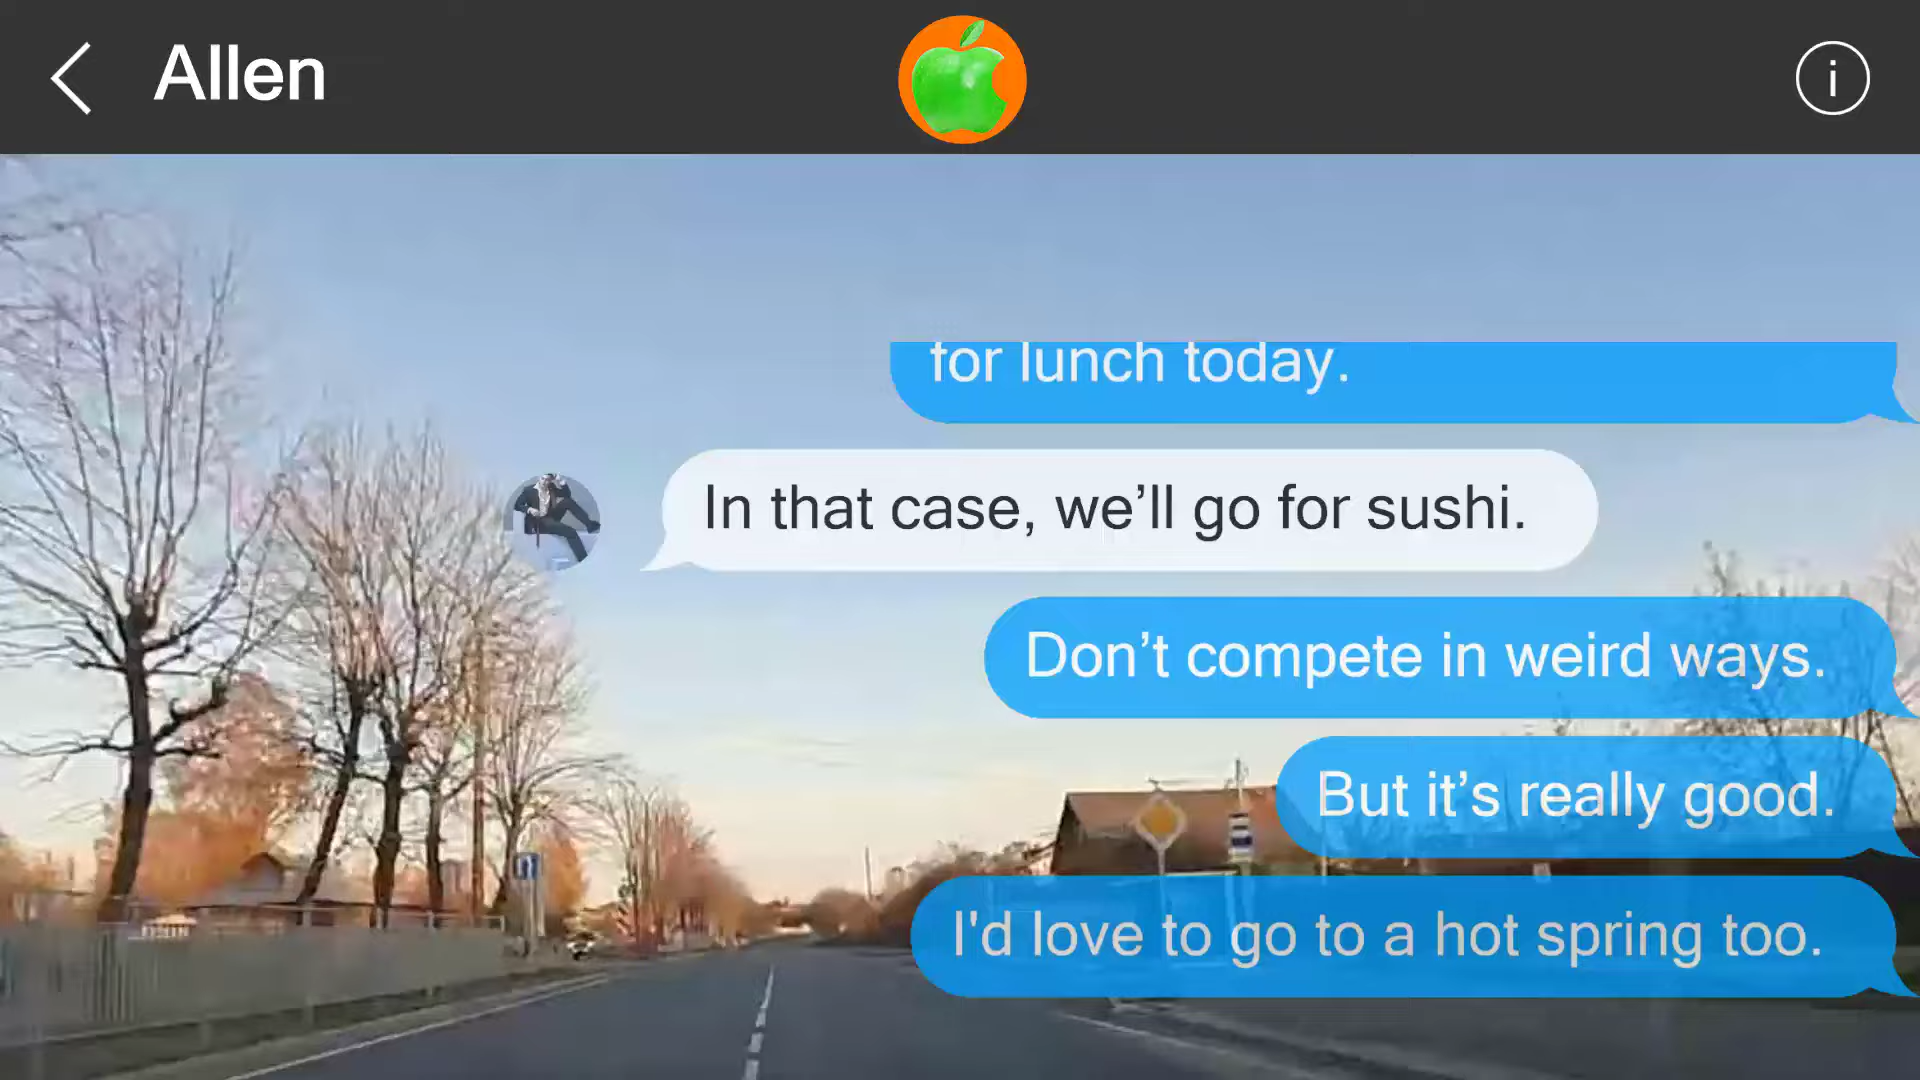 Allen
i
for lunch today.
In that case, we’ll go for sushi.
Don’t compete in weird ways.
But it’s really good.
I'd love to go to a hot spring too.